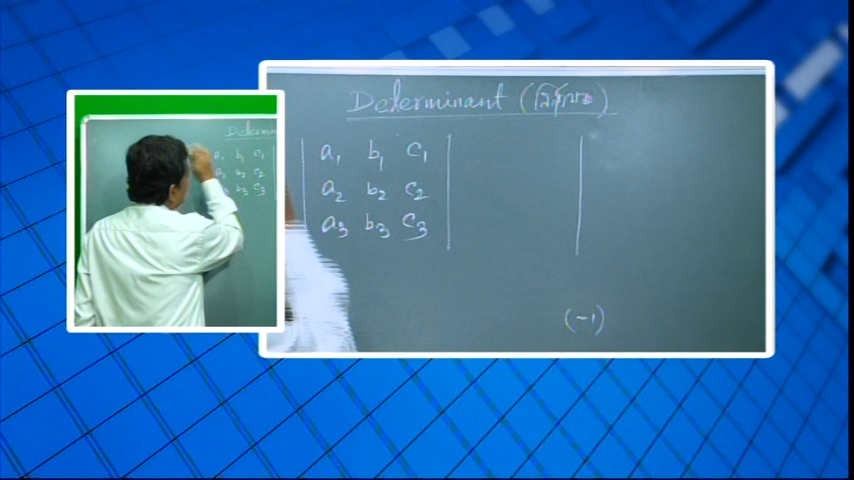 Determinant
a₁ b₁ c₁
a₂ b₂ c₂
a₃ b₃ c₃
(-1)